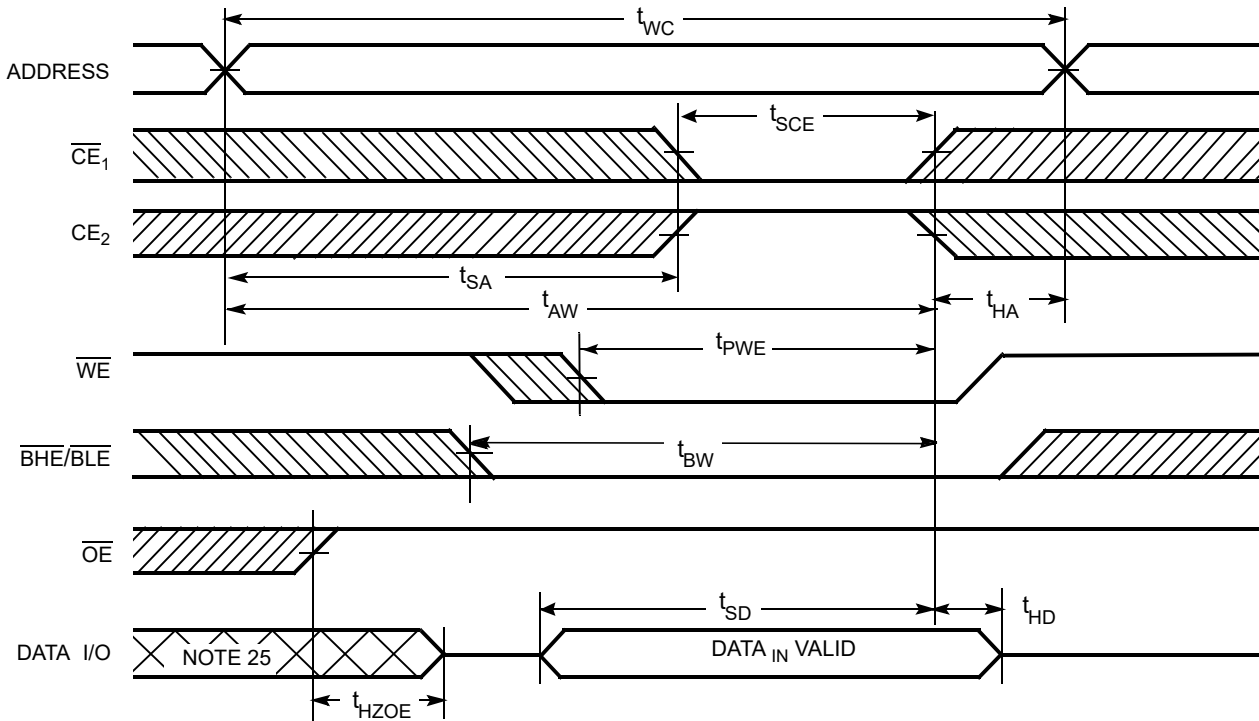 tWC
ADDRESS
tSCE
CE1
CE2
tSA
tAW
tHA
tPWE
WE
BHE/BLE
tBW
OE
tSD
tHD
DATA I/O
NOTE 25
DATA IN VALID
tHZOE